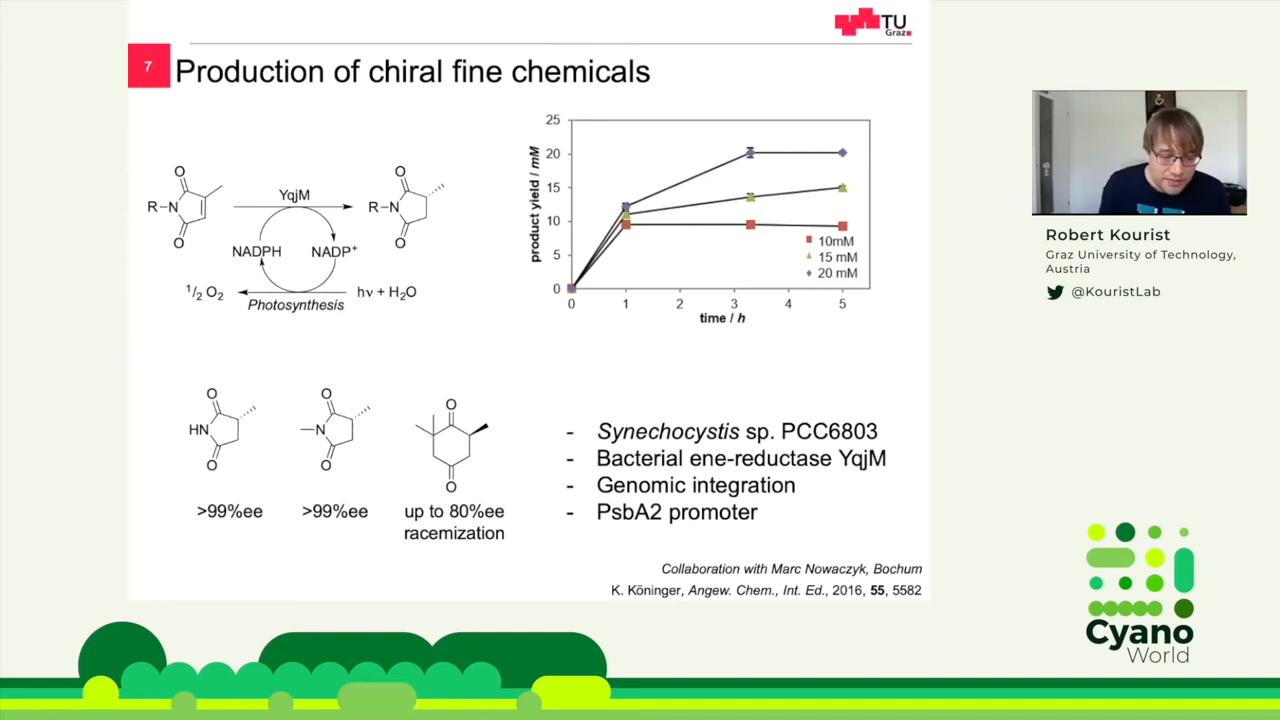 TU
Graz
7
Production of chiral fine chemicals
O
R–N
O
YqjM
NADPH
NADP+
1/2 O2
hν + H2O
Photosynthesis
O
R–N
O
product yield / mM
25
20
15
10
5
0
0
1
2
3
4
5
time / h
10mM
15 mM
20 mM
O
HN
O
>99%ee
O
N
O
>99%ee
O
O
up to 80%ee
racemization
- Synechocystis sp. PCC6803
- Bacterial ene-reductase YqjM
- Genomic integration
- PsbA2 promoter
Collaboration with Marc Nowaczyk, Bochum
K. Köninger, Angew. Chem., Int. Ed., 2016, 55, 5582
Robert Kourist
Graz University of Technology,
Austria
@KouristLab
Cyano
World